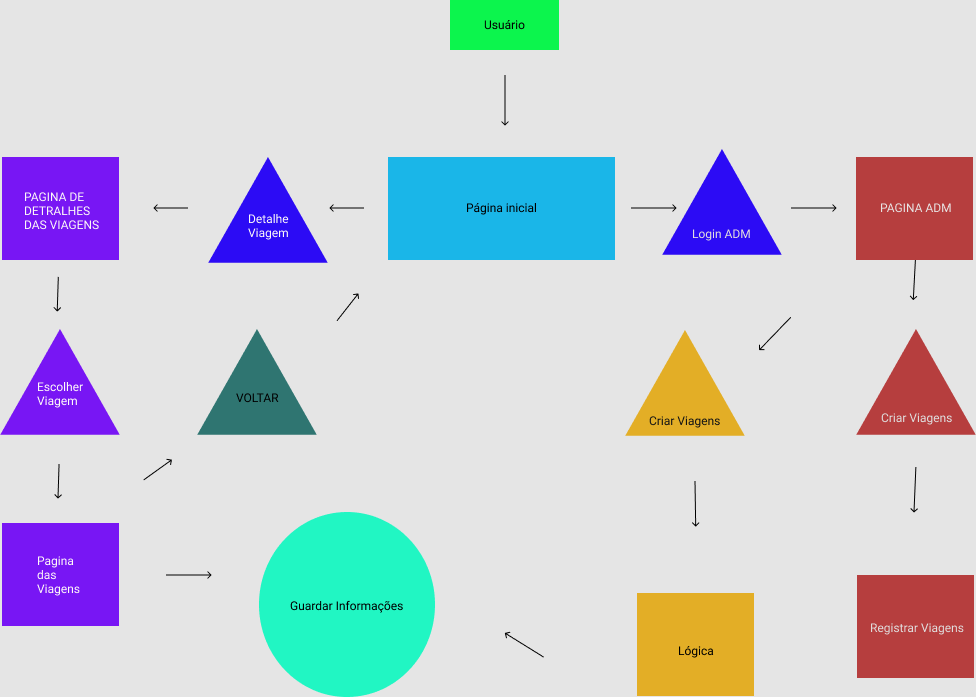 Usuário
PAGINA DE
DETRALHES
DAS VIAGENS
Detalhe
Viagem
Página inicial
Login ADM
PAGINA ADM
Escolher
Viagem
VOLTAR
Criar Viagens
Criar Viagens
Pagina
das
Viagens
Guardar Informações
Lógica
Registrar Viagens